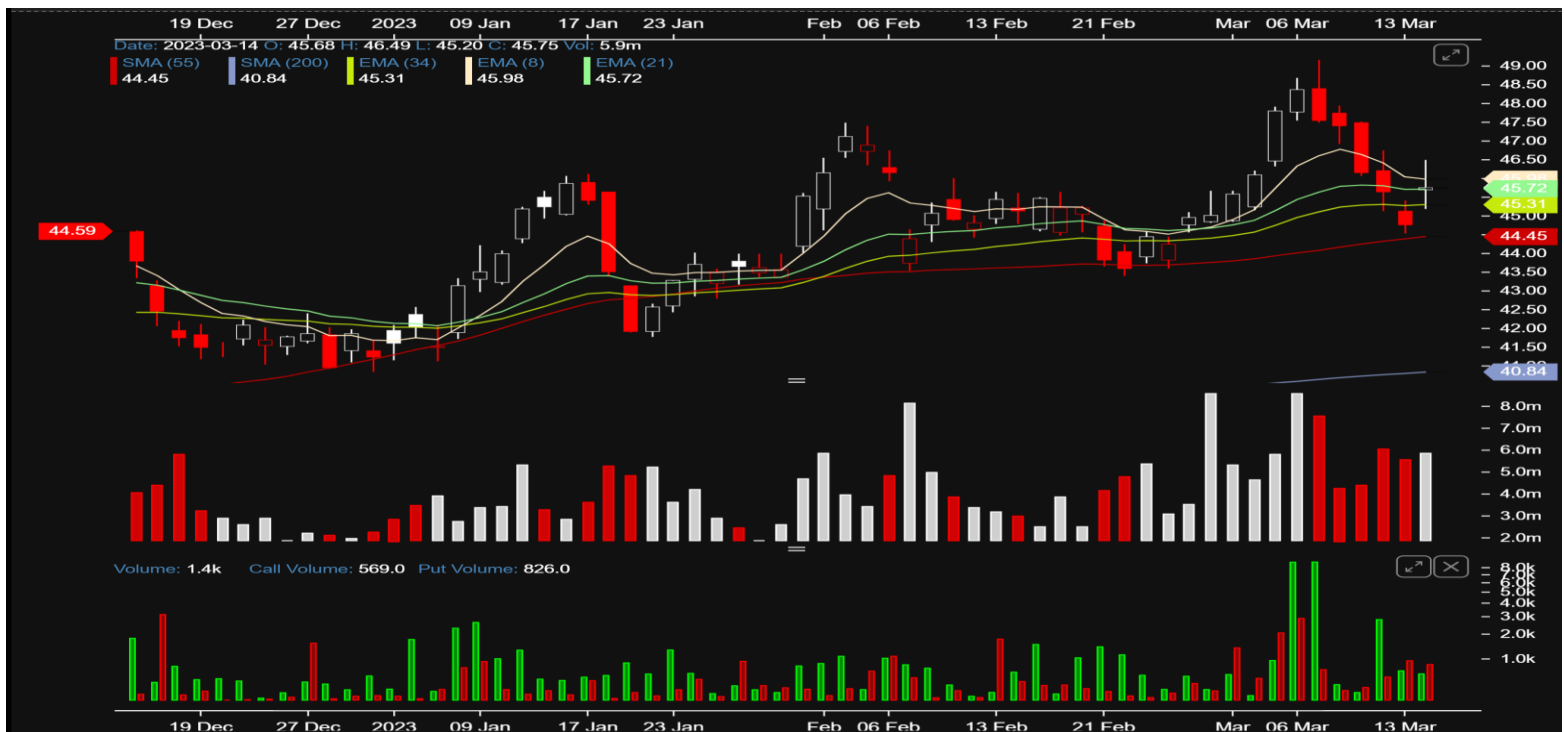 19 Dec 27 Dec 2023 09 Jan 17 Jan 23 Jan Feb 06 Feb 13 Feb 21 Feb Mar 06 Mar 13 Mar
Date: 2023-03-14 O: 45.68 H: 46.49 L: 45.20 C: 45.75 Vol: 5.9m
SMA (55) SMA (200) EMA (34) EMA (8) EMA (21)
44.45 40.84 45.31 45.98 45.72
49.00
48.50
48.00
47.50
47.00
46.50
45.98
45.72
45.31
45.00
44.59
44.45
44.00
43.50
43.00
42.50
42.00
41.50
41.00
40.84
8.0m
7.0m
6.0m
5.0m
4.0m
3.0m
2.0m
Volume: 1.4k Call Volume: 569.0 Put Volume: 826.0
8.0k
7.0k
6.0k
5.0k
4.0k
3.0k
2.0k
1.0k
19 Dec 27 Dec 2023 09 Jan 17 Jan 23 Jan Feb 06 Feb 13 Feb 21 Feb Mar 06 Mar 13 Mar